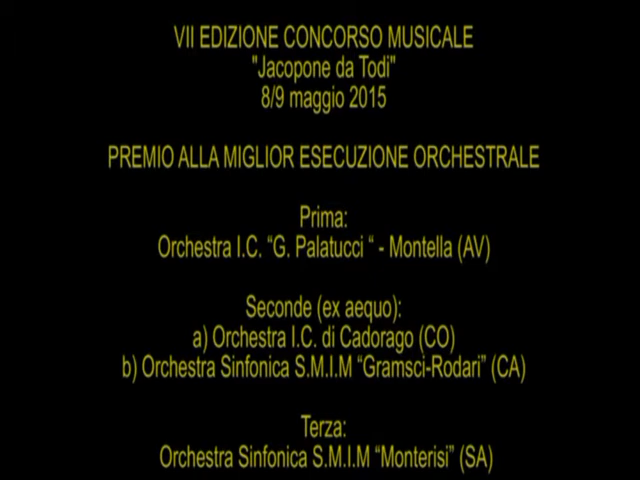 VII EDIZIONE CONCORSO MUSICALE
"Jacopone da Todi"
8/9 maggio 2015
PREMIO ALLA MIGLIOR ESECUZIONE ORCHESTRALE
Prima:
Orchestra I.C. “G. Palatucci “ - Montella (AV)
Seconde (ex aequo):
a) Orchestra I.C. di Cadorago (CO)
b) Orchestra Sinfonica S.M.I.M “Gramsci-Rodari” (CA)
Terza:
Orchestra Sinfonica S.M.I.M “Monterisi” (SA)